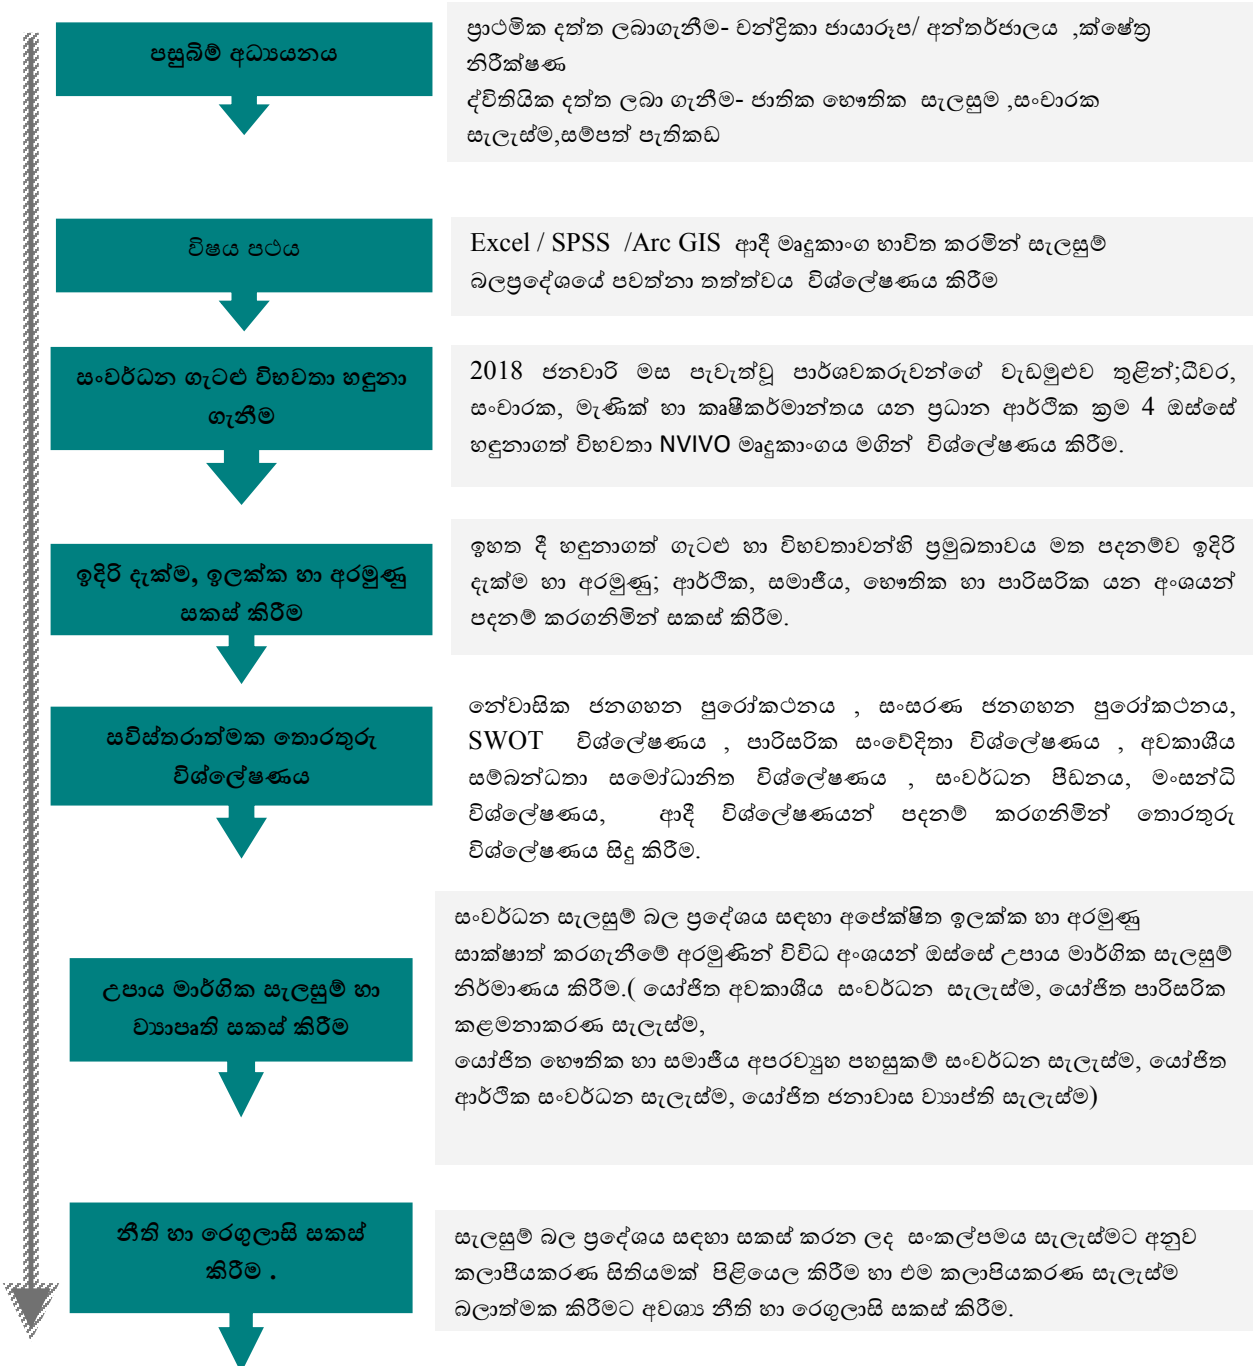 පසුබිම් අධ්‍යයනය
ප්‍රාථමික දත්ත ලබාගැනීම- චන්ද්‍රිකා ජායාරූප/ අන්තර්ජාලය ,ක්ෂේත්‍ර
නිරීක්ෂණ
ද්විතියික දත්ත ලබා ගැනීම- ජාතික භෞතික සැලසුම ,සංචාරක
සැලැස්ම,සම්පත් පැතිකඩ
විෂය පථය
Excel / SPSS /Arc GIS ආදී මෘදුකාංග භාවිත කරමින් සැලසුම්
බලප්‍රදේශයේ පවත්නා තත්ත්වය විශ්ලේෂණය කිරීම
සංවර්ධන ගැටළු විභවතා හඳුනා
ගැනීම
2018 ජනවාරි මස පැවැත්වූ පාර්ශවකරුවන්ගේ වැඩමුළුව තුළින්;ධීවර,
සංචාරක, මැණික් හා කෘෂීකර්මාන්තය යන ප්‍රධාන ආර්ථික ක්‍රම 4 ඔස්සේ
හඳුනාගත් විභවතා NVIVO මෘදුකාංගය මගින් විශ්ලේෂණය කිරීම.
ඉදිරි දැක්ම, ඉලක්ක හා අරමුණු
සකස් කිරීම
ඉහත දී හඳුනාගත් ගැටළු හා විභවතාවන්හි ප්‍රමුඛතාවය මත පදනම්ව ඉදිරි
දැක්ම හා අරමුණු; ආර්ථික, සමාජීය, භෞතික හා පාරිසරික යන අංශයන්
පදනම් කරගනිමින් සකස් කිරීම.
සවිස්තරාත්මක තොරතුරු
විශ්ලේෂණය
නේවාසික ජනගහන පුරෝකථනය , සංසරණ ජනගහන පුරෝකථනය,
SWOT විශ්ලේෂණය , පාරිසරික සංවේදිතා විශ්ලේෂණය , අවකාශීය
සම්බන්ධතා සමෝධානිත විශ්ලේෂණය , සංවර්ධන පීඩනය, මංසන්ධි
විශ්ලේෂණය, ආදී විශ්ලේෂණයන් පදනම් කරගනිමින් තොරතුරු
විශ්ලේෂණය සිදු කිරීම.
උපාය මාර්ගික සැලසුම් හා
ව්‍යාපෘති සකස් කිරීම
සංවර්ධන සැලසුම් බල ප්‍රදේශය සඳහා අපේක්ෂිත ඉලක්ක හා අරමුණු
සාක්ෂාත් කරගැනීමේ අරමුණින් විවිධ අංශයන් ඔස්සේ උපාය මාර්ගික සැලසුම්
නිර්මාණය කිරීම.( යෝජිත අවකාශීය සංවර්ධන සැලැස්ම, යෝජිත පාරිසරික
කළමනාකරණ සැලැස්ම,
යෝජිත භෞතික හා සමාජීය අපරව්‍යුහ පහසුකම් සංවර්ධන සැලැස්ම, යෝජිත
ආර්ථික සංවර්ධන සැලැස්ම, යෝජිත ජනාවාස ව්‍යාප්ති සැලැස්ම)
නීති හා රෙගුලාසි සකස්
කිරීම .
සැලසුම් බල ප්‍රදේශය සඳහා සකස් කරන ලද සංකල්පමය සැලැස්මට අනුව
කලාපීයකරණ සිතියමක් පිළියෙල කිරීම හා එම කලාපියකරණ සැලැස්ම
බලාත්මක කිරීමට අවශ්‍ය නීති හා රෙගුලාසි සකස් කිරීම.